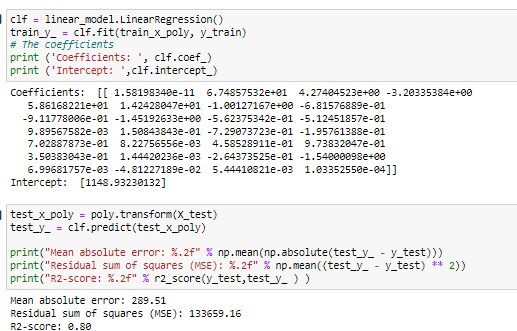 clf = linear_model.LinearRegression()
train_y_ = clf.fit(train_x_poly, y_train)
# The coefficients
print ('Coefficients: ', clf.coef_)
print ('Intercept: ',clf.intercept_)
Coefficients:  [[ 1.58198340e-11  6.74857532e+01  4.27404523e+00 -3.20335384e+00
5.86168221e+01  1.42428047e+01 -1.00127167e+00 -6.81576889e-01
-9.11778006e-01 -1.45192633e+00 -5.62375342e-01 -5.12451857e-01
9.89567582e-03  1.50843843e-01 -7.29073723e-01 -1.95761388e-01
7.02887873e-01  8.22756556e-03  4.58528911e-01  9.73832047e-01
3.50383043e-01  1.44420236e-03 -2.64373525e-01 -1.54000098e+00
6.99681757e-03 -4.81227189e-02  5.44410821e-03  1.03352550e-04]]
Intercept:  [1148.93230132]
test_x_poly = poly.transform(X_test)
test_y_ = clf.predict(test_x_poly)
print("Mean absolute error: %.2f" % np.mean(np.absolute(test_y_ - y_test)))
print("Residual sum of squares (MSE): %.2f" % np.mean((test_y_ - y_test) ** 2))
print("R2-score: %.2f" % r2_score(y_test,test_y_ ) )
Mean absolute error: 289.51
Residual sum of squares (MSE): 133659.16
R2-score: 0.80